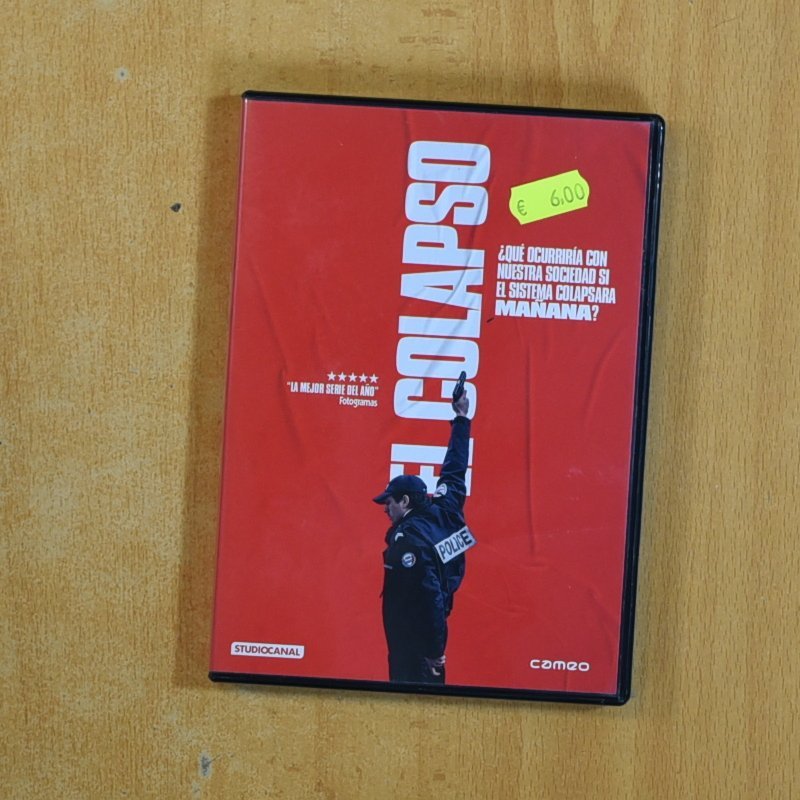 EL COLAPSO
€ 6,00
¿QUÉ OCURRIRÍA CON
NUESTRA SOCIEDAD SI
EL SISTEMA COLAPSARA
MAÑANA?
★★★★★
"LA MEJOR SERIE DEL AÑO"
Fotogramas
POLICE
STUDIOCANAL
cameo